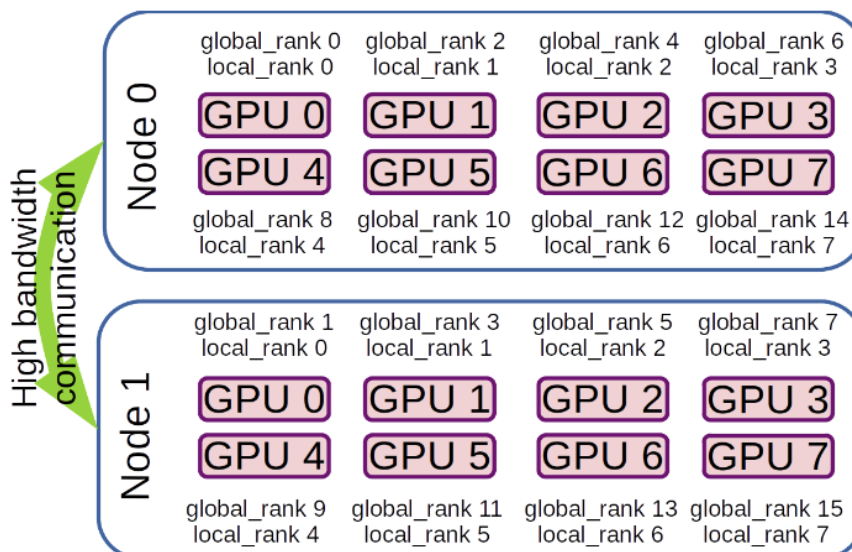 High bandwidth
communication
Node 0
global_rank 0
local_rank 0
global_rank 2
local_rank 1
global_rank 4
local_rank 2
global_rank 6
local_rank 3
GPU 0
GPU 1
GPU 2
GPU 3
GPU 4
GPU 5
GPU 6
GPU 7
global_rank 8
local_rank 4
global_rank 10
local_rank 5
global_rank 12
local_rank 6
global_rank 14
local_rank 7
Node 1
global_rank 1
local_rank 0
global_rank 3
local_rank 1
global_rank 5
local_rank 2
global_rank 7
local_rank 3
GPU 0
GPU 1
GPU 2
GPU 3
GPU 4
GPU 5
GPU 6
GPU 7
global_rank 9
local_rank 4
global_rank 11
local_rank 5
global_rank 13
local_rank 6
global_rank 15
local_rank 7